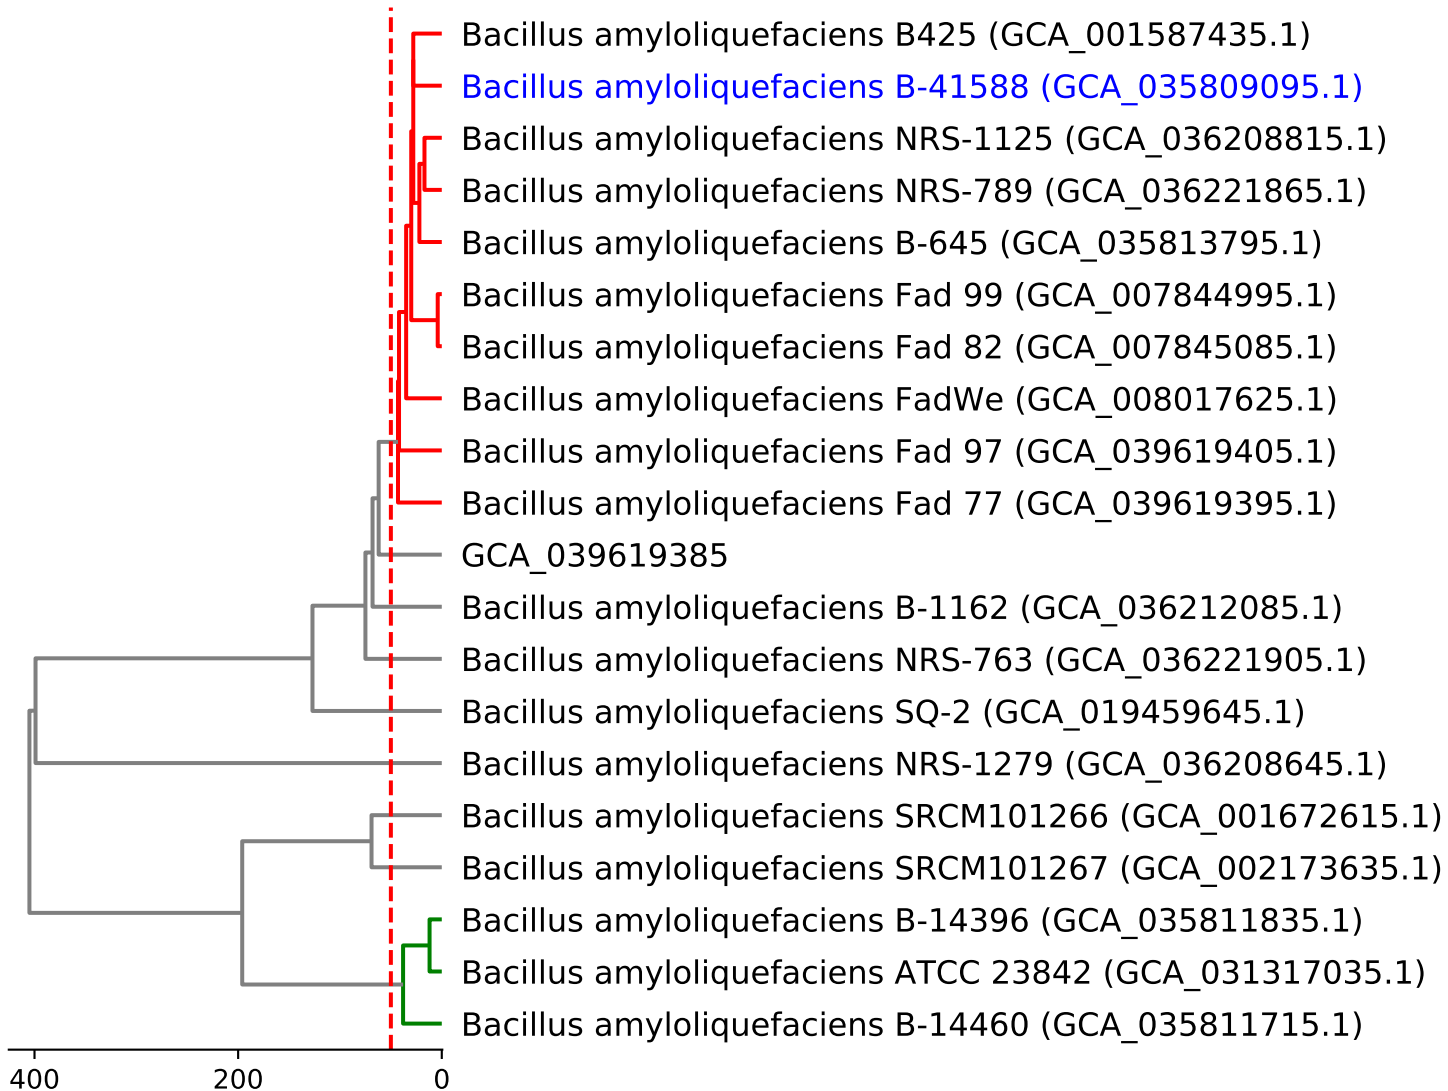 Bacillus amyloliquefaciens B425 (GCA_001587435.1)
Bacillus amyloliquefaciens B-41588 (GCA_035809095.1)
Bacillus amyloliquefaciens NRS-1125 (GCA_036208815.1)
Bacillus amyloliquefaciens NRS-789 (GCA_036221865.1)
Bacillus amyloliquefaciens B-645 (GCA_035813795.1)
Bacillus amyloliquefaciens Fad 99 (GCA_007844995.1)
Bacillus amyloliquefaciens Fad 82 (GCA_007845085.1)
Bacillus amyloliquefaciens FadWe (GCA_008017625.1)
Bacillus amyloliquefaciens Fad 97 (GCA_039619405.1)
Bacillus amyloliquefaciens Fad 77 (GCA_039619395.1)
GCA_039619385
Bacillus amyloliquefaciens B-1162 (GCA_036212085.1)
Bacillus amyloliquefaciens NRS-763 (GCA_036221905.1)
Bacillus amyloliquefaciens SQ-2 (GCA_019459645.1)
Bacillus amyloliquefaciens NRS-1279 (GCA_036208645.1)
Bacillus amyloliquefaciens SRCM101266 (GCA_001672615.1)
Bacillus amyloliquefaciens SRCM101267 (GCA_002173635.1)
Bacillus amyloliquefaciens B-14396 (GCA_035811835.1)
Bacillus amyloliquefaciens ATCC 23842 (GCA_031317035.1)
Bacillus amyloliquefaciens B-14460 (GCA_035811715.1)
400 200 0